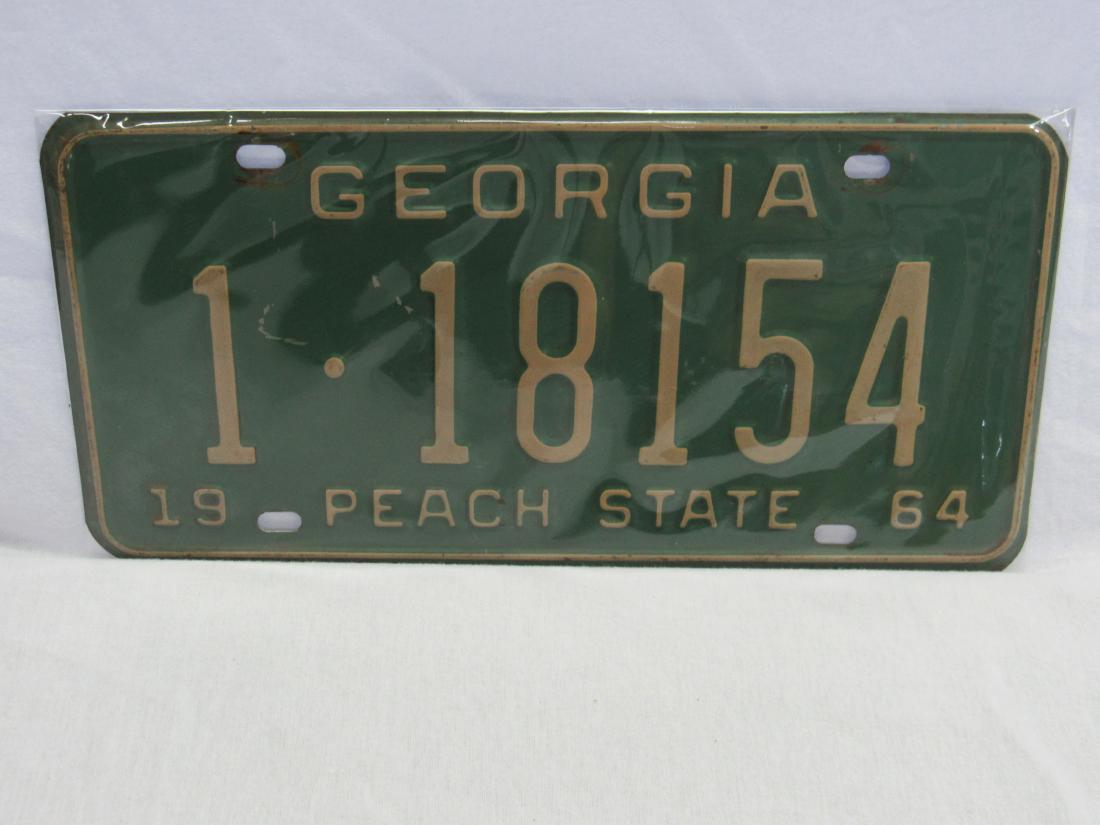 GEORGIA
1·18154
19 PEACH STATE 64